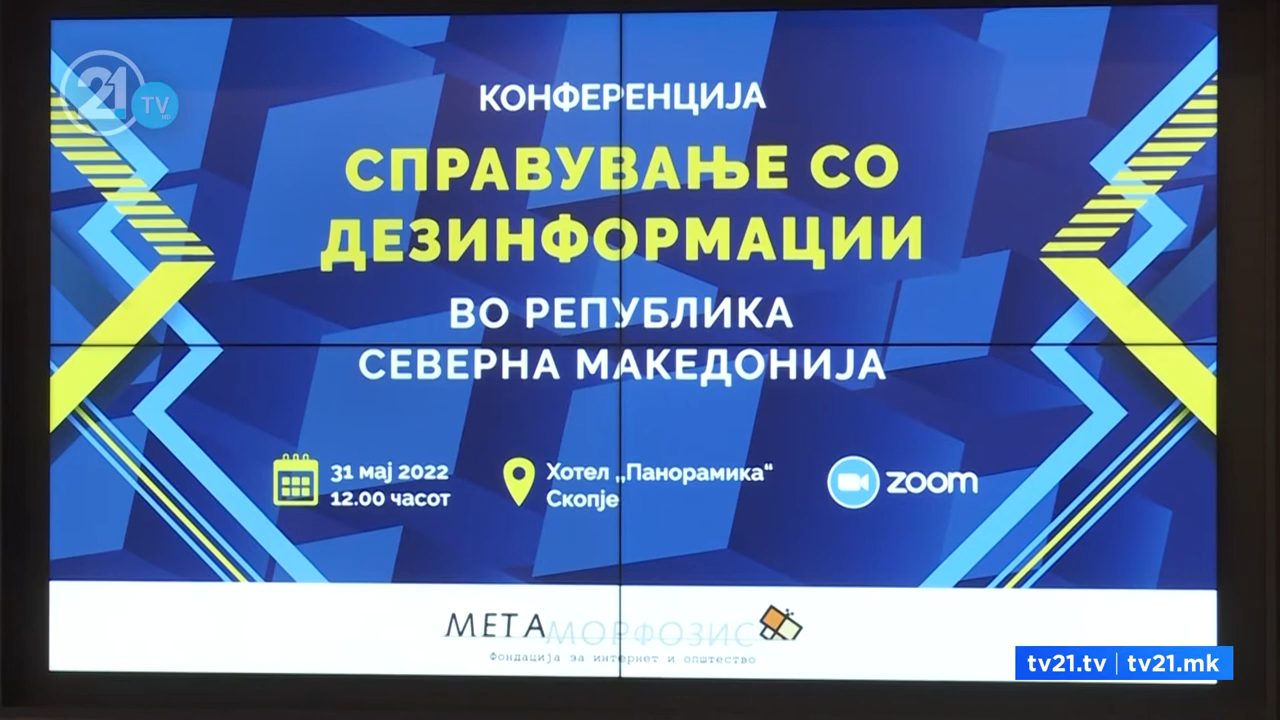 21
TV
HD
КОНФЕРЕНЦИЈА
СПРАВУВАЊЕ СО
ДЕЗИНФОРМАЦИИ
ВО РЕПУБЛИКА
СЕВЕРНА МАКЕДОНИЈА
31 мај 2022
12.00 часот
Хотел „Панорамика“
Скопје
zoom
МЕТАМОРФОЗИС
Фондација за интернет и општество
tv21.tv | tv21.mk